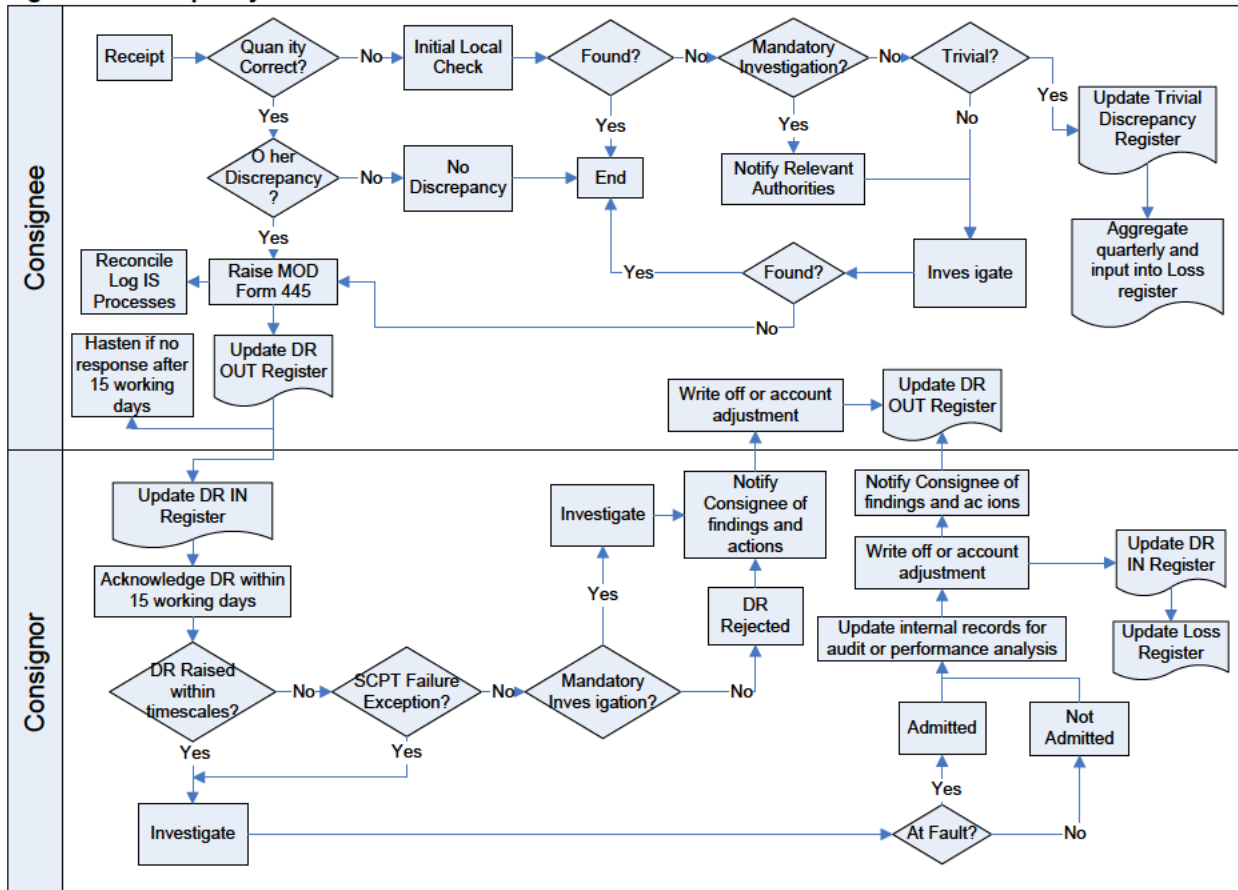 Consignee
Receipt
Quan ity
Correct?
No
Initial Local
Check
Found?
No
Mandatory
Investigation?
No
Trivial?
Yes
Update Trivial
Discrepancy
Register
Yes
Yes
Yes
No
O her
Discrepancy
?
No
No
Discrepancy
End
Notify Relevant
Authorities
Aggregate
quarterly and
input into Loss
register
Yes
Reconcile
Log IS
Processes
Raise MOD
Form 445
Yes
Found?
Inves igate
No
Hasten if no
response after
15 working
days
Update DR
OUT Register
Write off or account
adjustment
Update DR
OUT Register
Consignor
Update DR IN
Register
Investigate
Notify
Consignee of
findings and
actions
Notify Consignee of
findings and ac ions
Write off or account
adjustment
Update DR
IN Register
Acknowledge DR within
15 working days
Yes
DR
Rejected
Update internal records for
audit or performance analysis
Update Loss
Register
DR Raised
within
timescales?
No
SCPT Failure
Exception?
No
Mandatory
Inves igation?
No
Admitted
Not
Admitted
Yes
Yes
Yes
Investigate
At Fault?
No